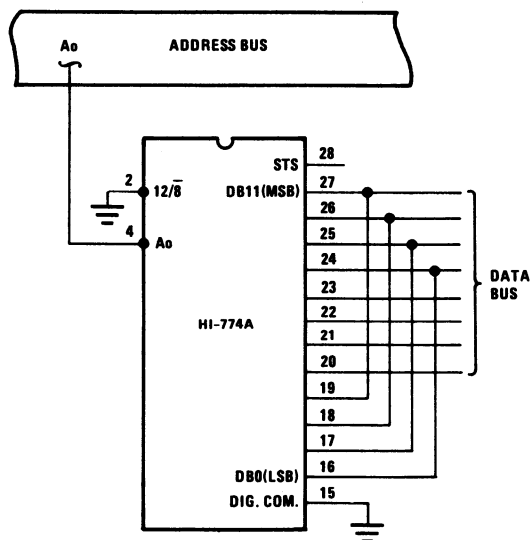 Ao ADDRESS BUS
STS 28
2 12/8̅ DB11(MSB) 27
26
4 Ao 25
24
DATA
BUS
23
HI-774A 22
21
20
19
18
17
DB0(LSB) 16
DIG. COM. 15